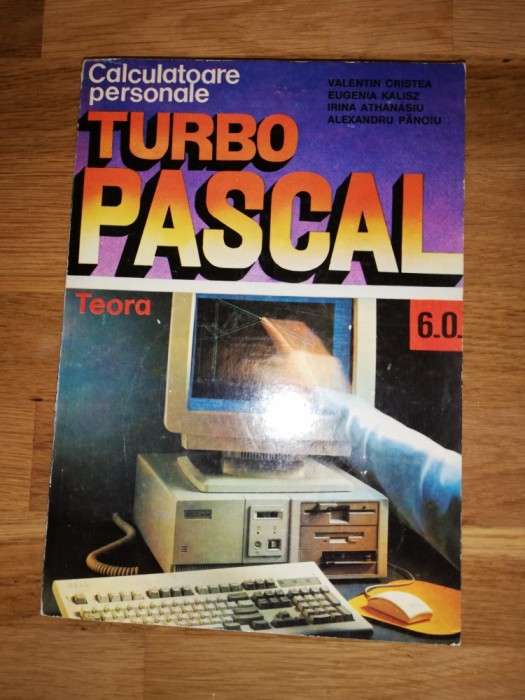 Calculatoare
personale
VALENTIN CRISTEA
EUGENIA KALISZ
IRINA ATHANASIU
ALEXANDRU PĂNOIU
TURBO
PASCAL
Teora
6.0.